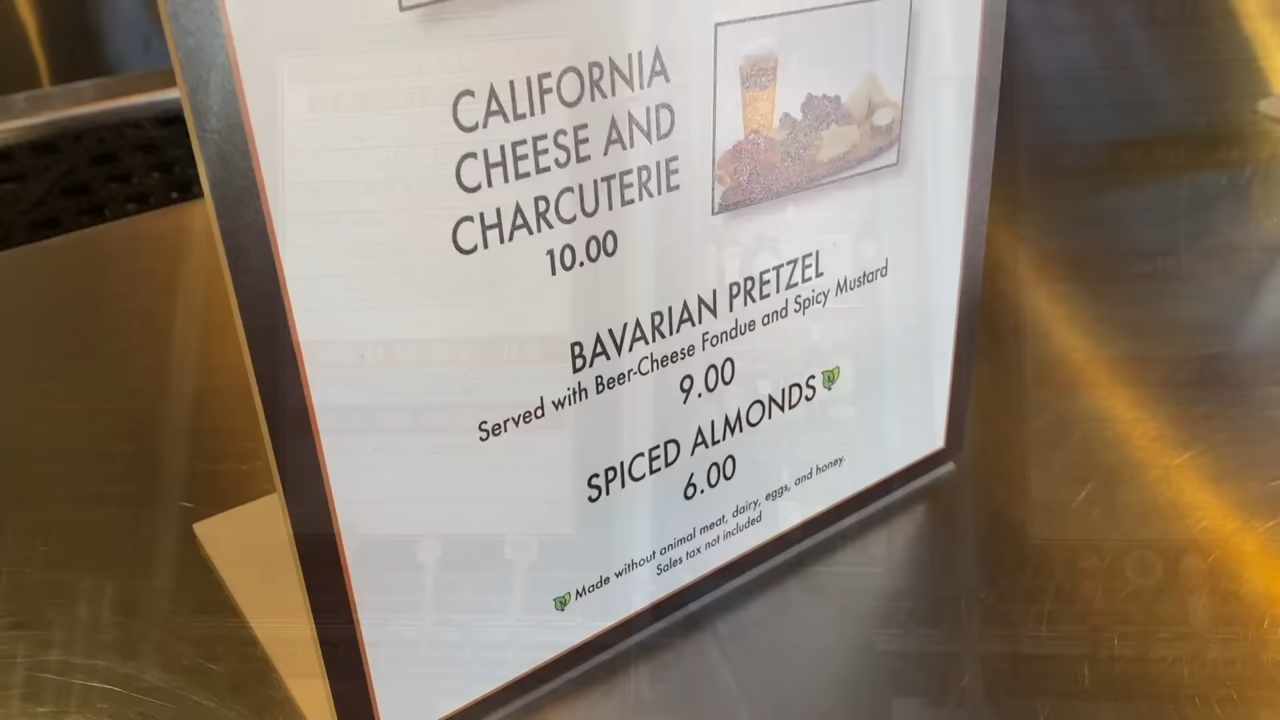 CALIFORNIA
CHEESE AND
CHARCUTERIE
10.00
BAVARIAN PRETZEL
Served with Beer-Cheese Fondue and Spicy Mustard
9.00
SPICED ALMONDS
6.00
Made without animal meat, dairy, eggs, and honey.
Sales tax not included